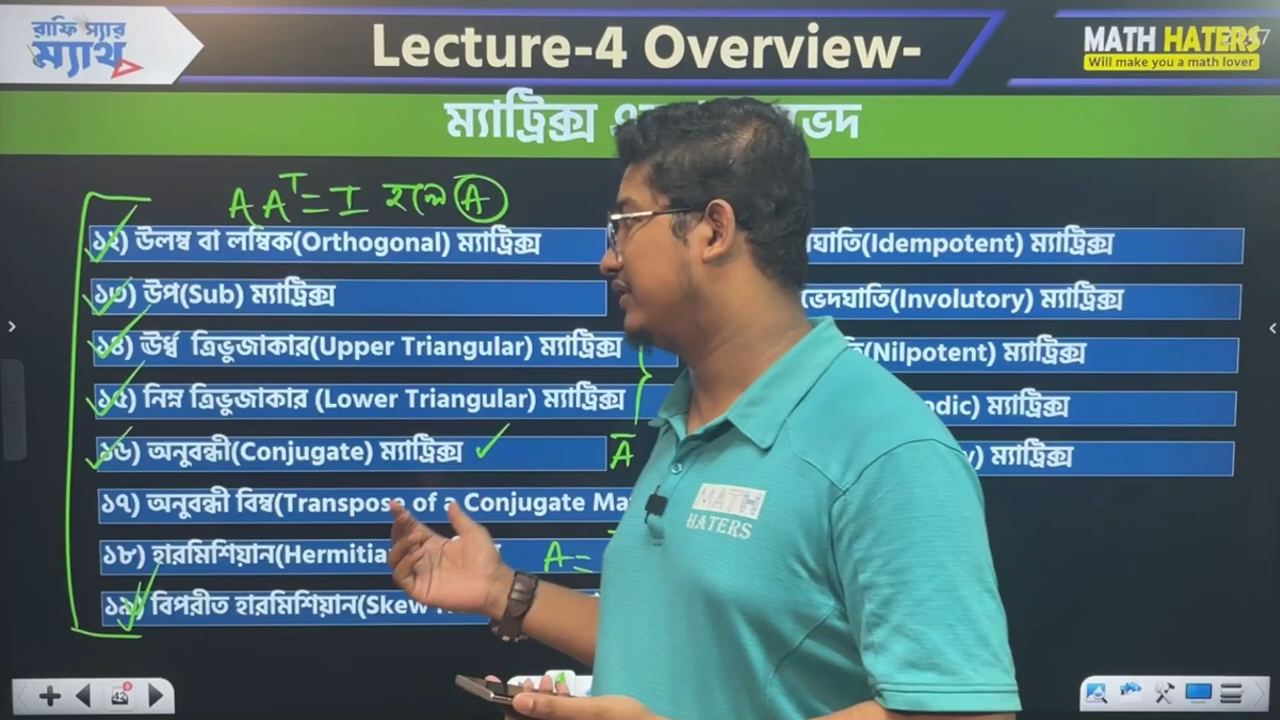 রাফি স্যার
ম্যাথ
Lecture-4 Overview-
MATH HATERS
Will make you a math lover
ম্যাট্রিক্স
AAᵀ=I হলে A
১২) উলম্ব বা লম্বিক(Orthogonal) ম্যাট্রিক্স
১৩) উপ(Sub) ম্যাট্রিক্স
১৪) ঊর্ধ্ব ত্রিভুজাকার(Upper Triangular) ম্যাট্রিক্স
১৫) নিম্ন ত্রিভুজাকার (Lower Triangular) ম্যাট্রিক্স
১৬) অনুবন্ধী(Conjugate) ম্যাট্রিক্স
Ā
১৭) অনুবন্ধী বিম্ব(Transpose of a Conjugate
১৮) হারমিশিয়ান
A=
১৯) বিপরীত হারমিশিয়ান(Skew
(Idempotent) ম্যাট্রিক্স
(Involutory) ম্যাট্রিক্স
(Nilpotent) ম্যাট্রিক্স
ম্যাট্রিক্স
ম্যাট্রিক্স
MATH
HATERS
42